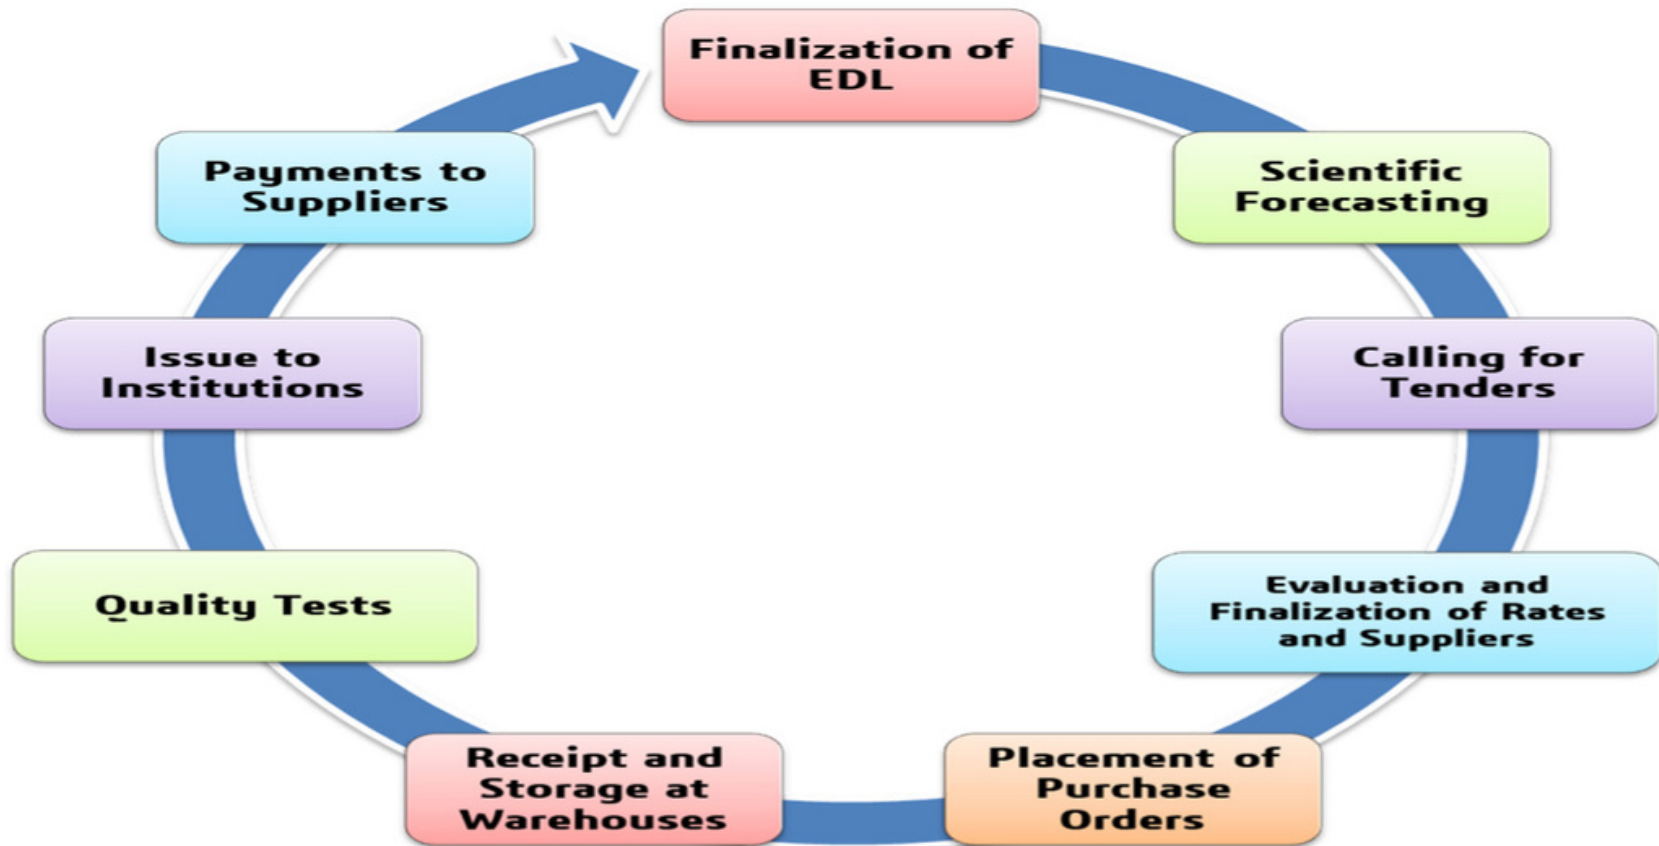 Finalization of
EDL
Scientific
Forecasting
Calling for
Tenders
Evaluation and
Finalization of Rates
and Suppliers
Placement of
Purchase
Orders
Receipt and
Storage at
Warehouses
Quality Tests
Issue to
Institutions
Payments to
Suppliers